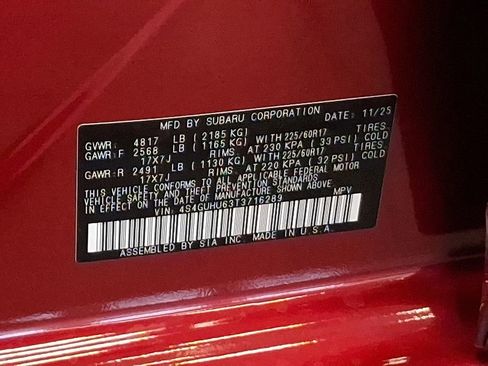 MFD BY SUBARU CORPORATION DATE: 11/25
GVWR: 4817 LB ( 2185 KG)
GAWR:F 2568 LB ( 1165 KG) WITH 225/60R17 TIRES,
17X7J RIMS AT 230 KPA ( 33 PSI) COLD
GAWR:R 2491 LB ( 1130 KG) WITH 225/60R17 TIRES,
17X7J RIMS AT 220 KPA ( 32 PSI) COLD
THIS VEHICLE CONFORMS TO ALL APPLICABLE FEDERAL MOTOR
VEHICLE SAFETY AND THEFT PREVENTION STANDARDS
IN EFFECT ON THE DATE OF MANUFACTURE SHOWN ABOVE.
VIN: 4S4GUHU63T3716289 MPV
ASSEMBLED BY SIA INC. MADE IN U.S.A.